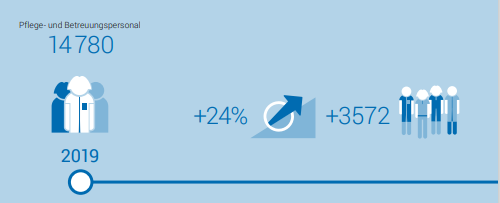 Pflege- und Betreuungspersonal
14 780
+24%
+3572
2019